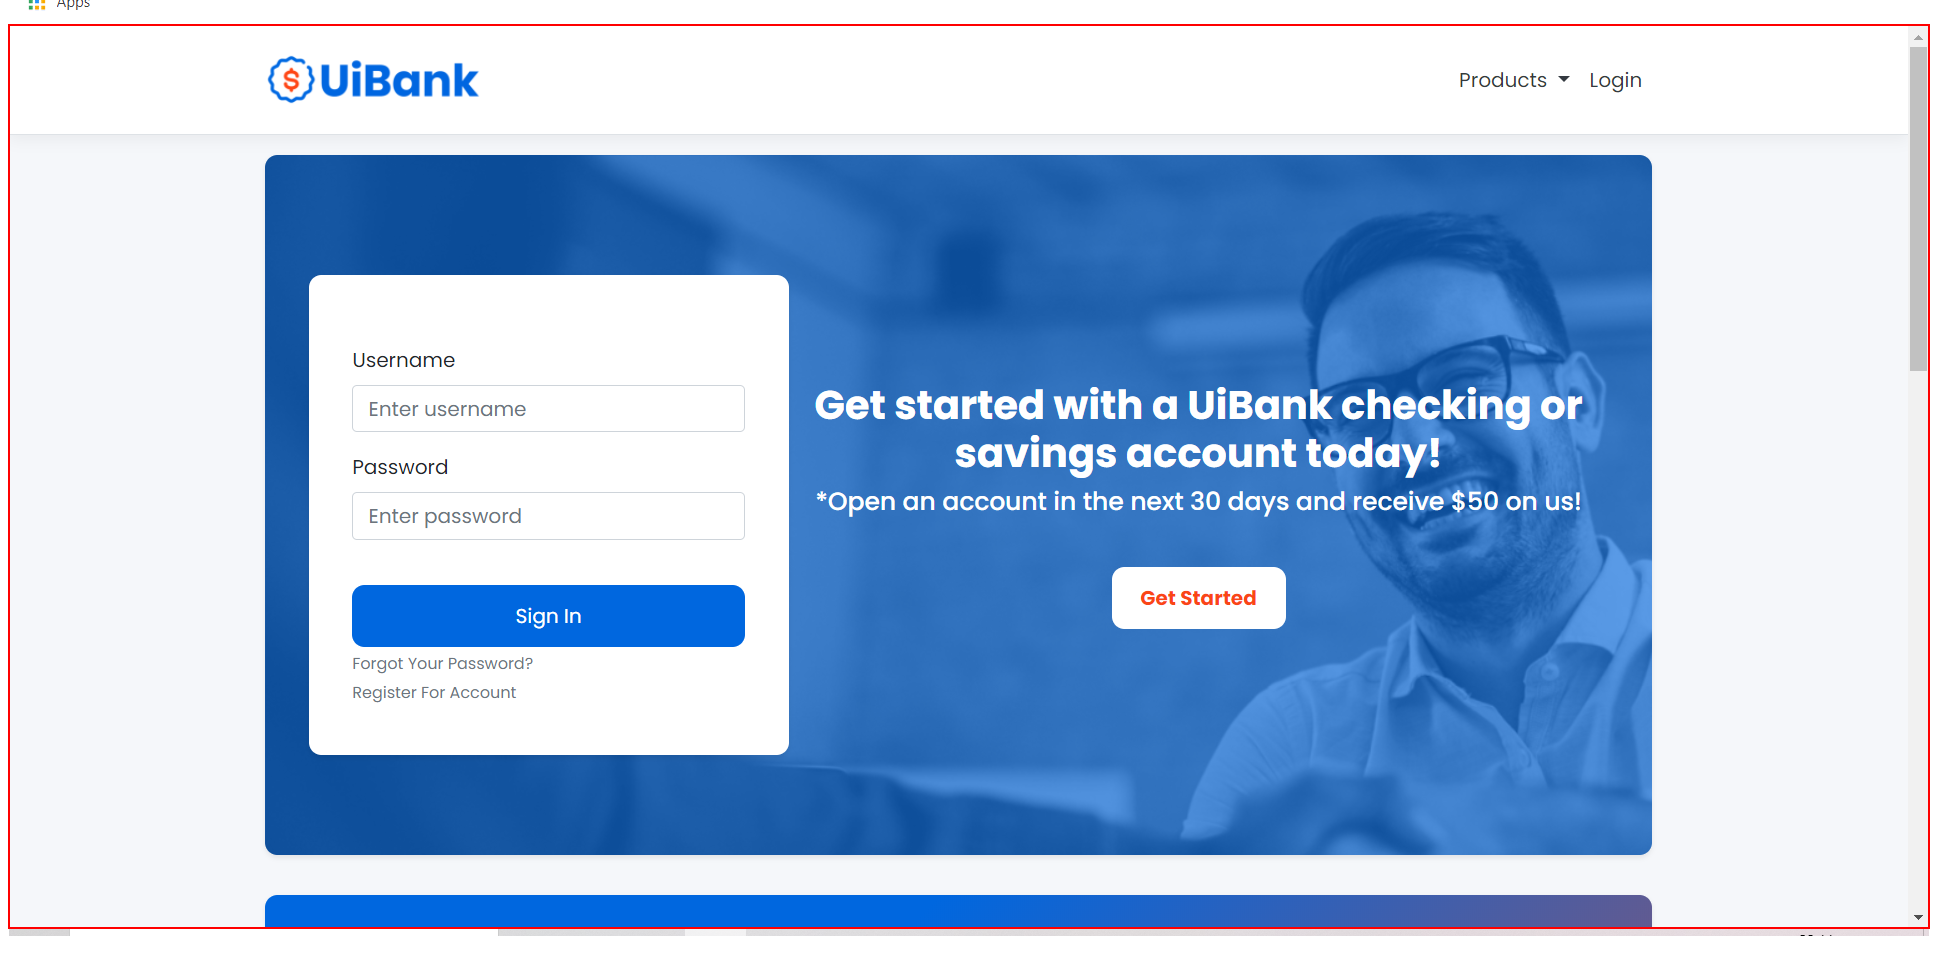 Apps
UiBank
Products Login
Username
Enter username
Password
Enter password
Sign In
Forgot Your Password?
Register For Account
Get started with a UiBank checking or
savings account today!
*Open an account in the next 30 days and receive $50 on us!
Get Started